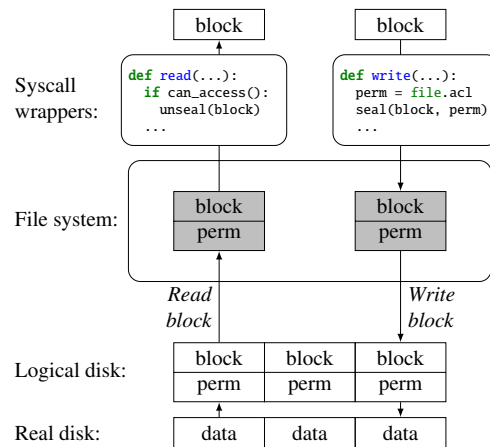 block block
Syscall wrappers:
def read(...):
if can_access():
unseal(block)
...
def write(...):
perm = file.acl
seal(block, perm)
...
File system:
block block
perm perm
Read block
Write block
Logical disk:
block block block
perm perm perm
Real disk:
data data data